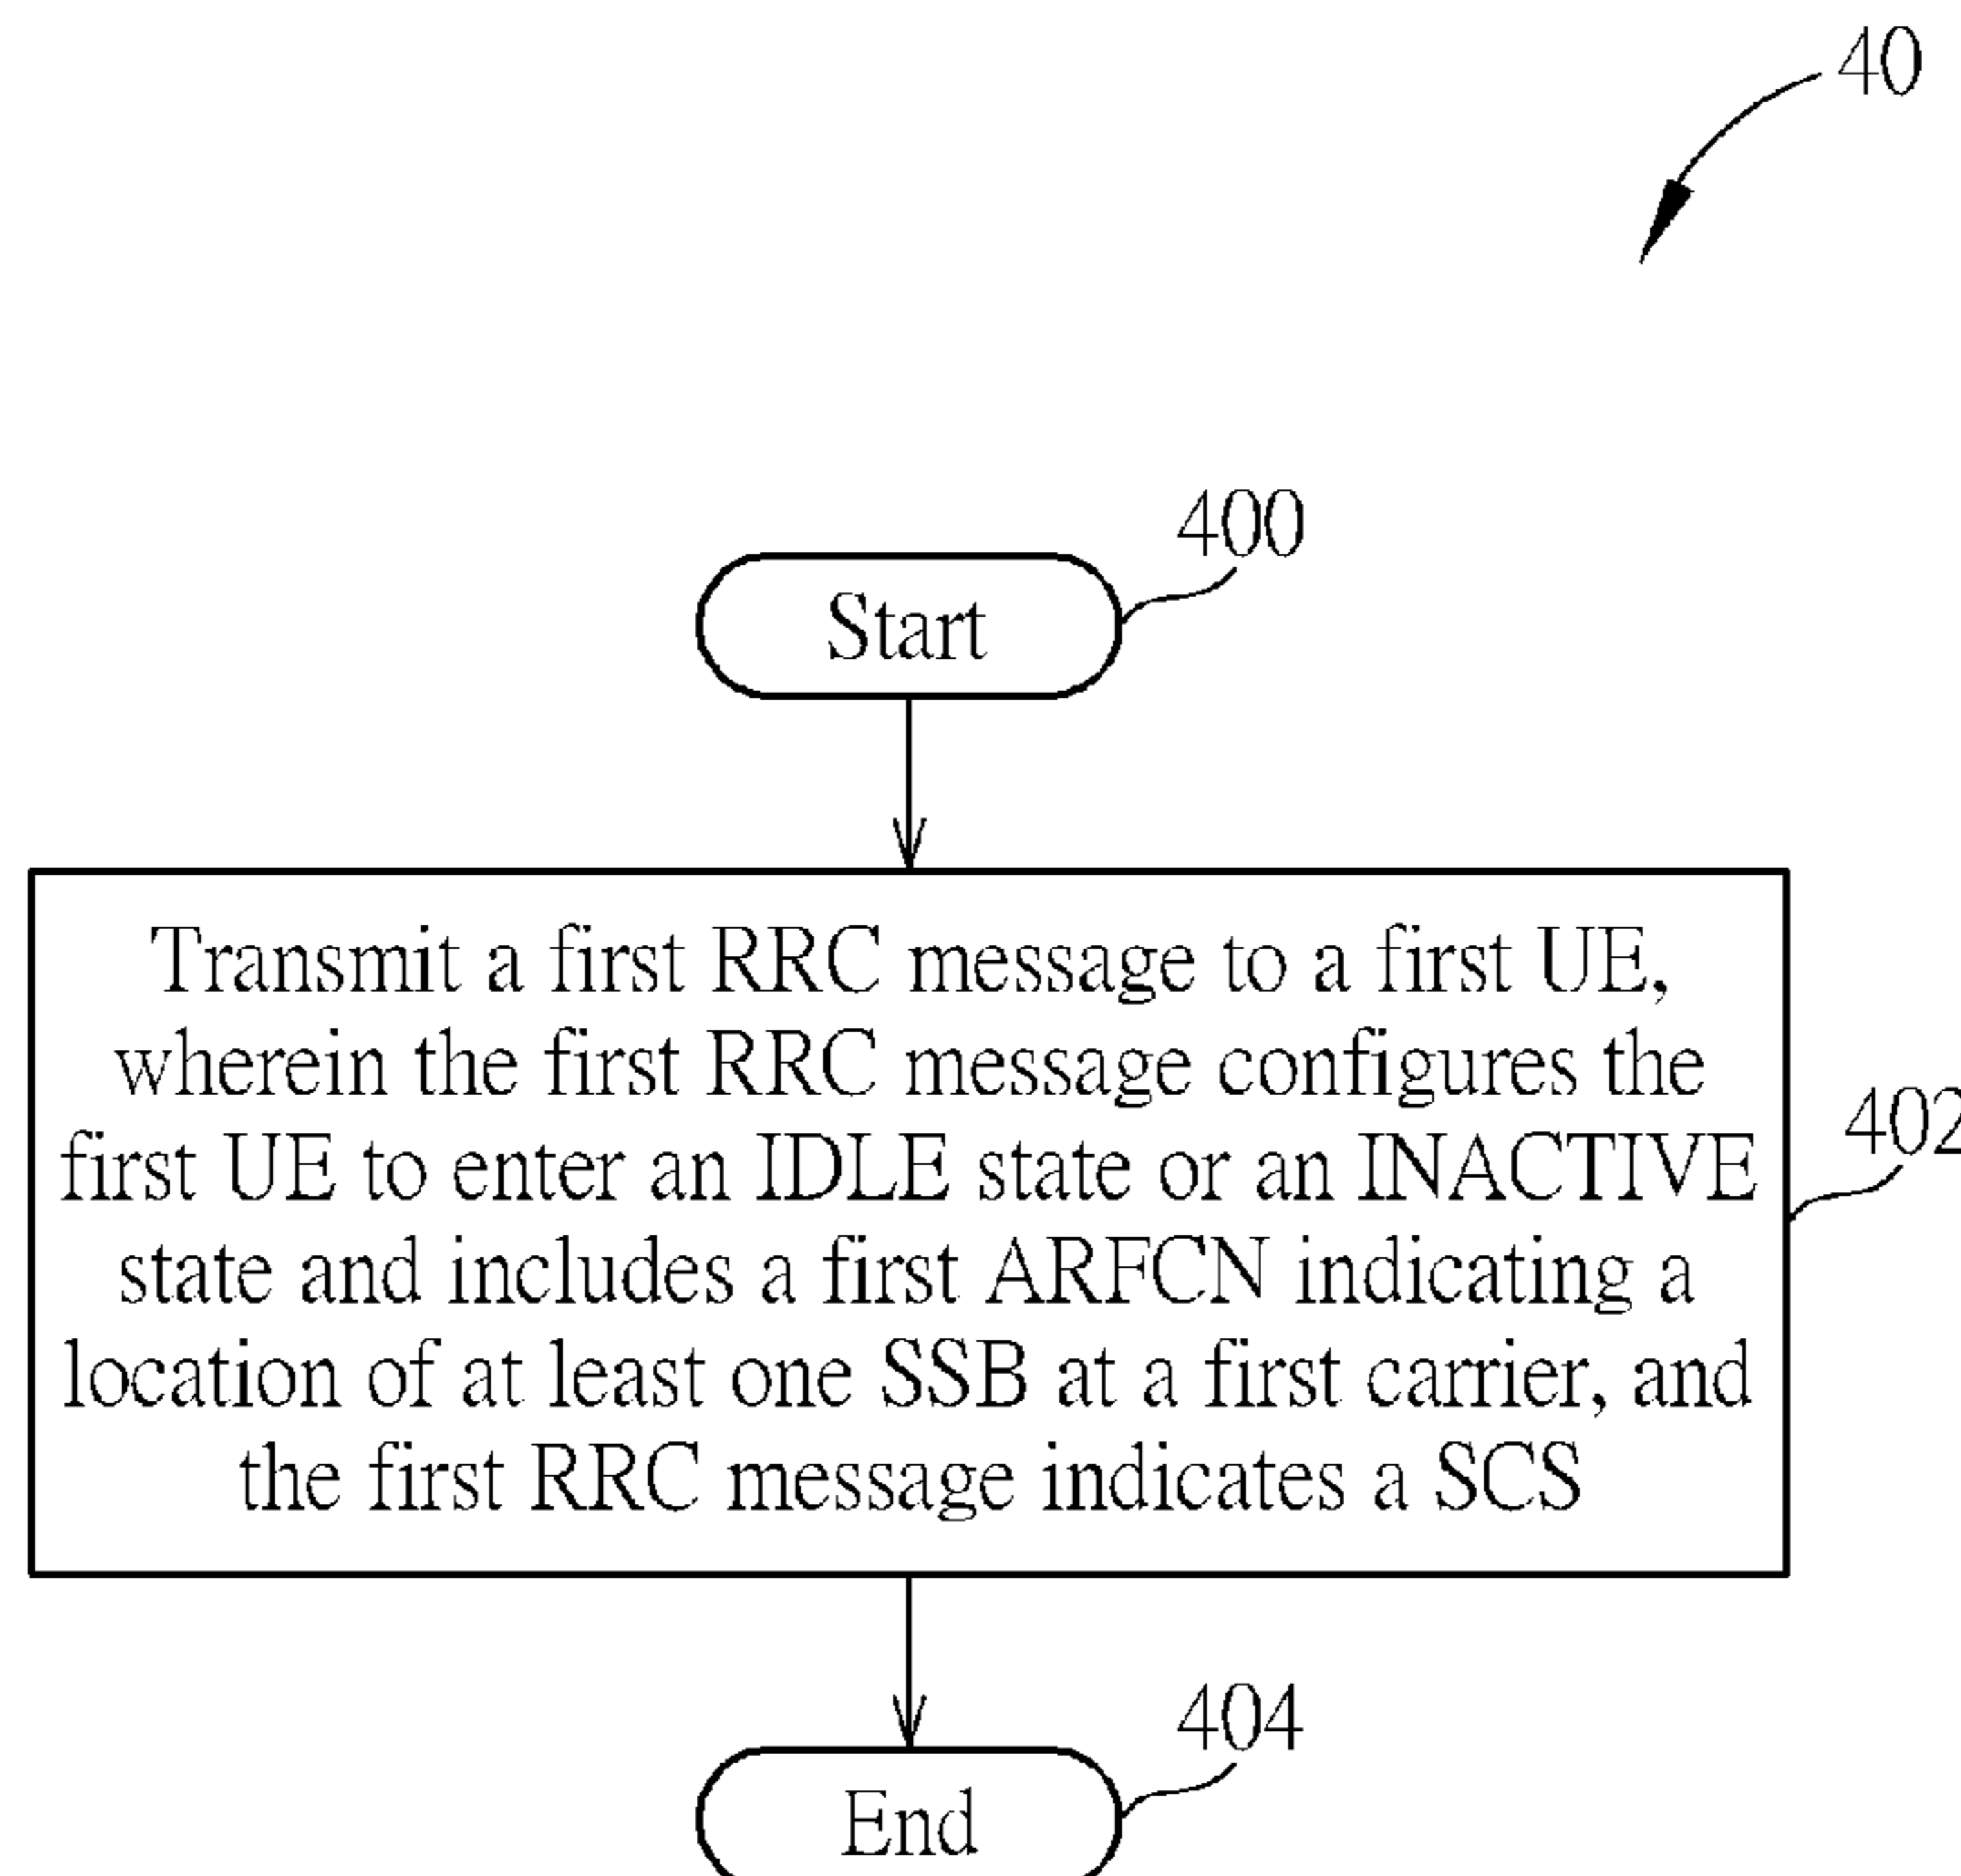 40
400
Start
Transmit a first RRC message to a first UE,
wherein the first RRC message configures the
first UE to enter an IDLE state or an INACTIVE
state and includes a first ARFCN indicating a
location of at least one SSB at a first carrier, and
the first RRC message indicates a SCS
402
404
End